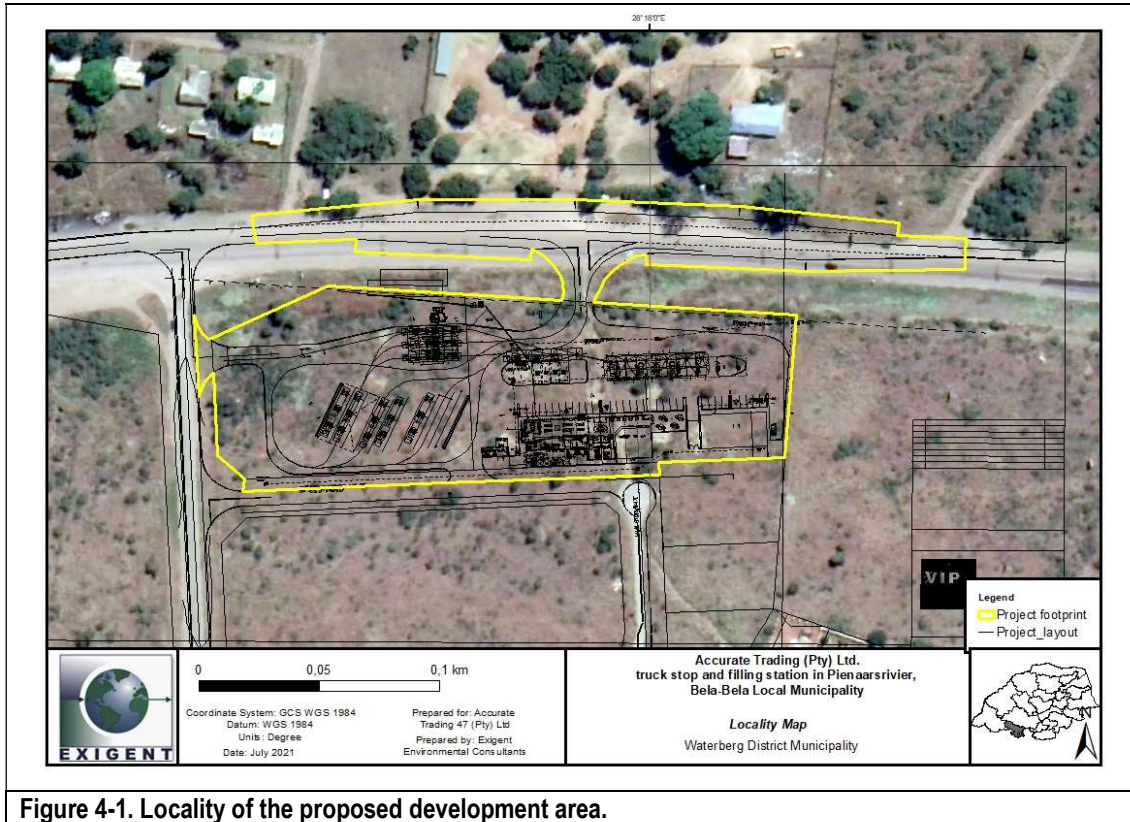 28°18'0"E
VIP
Legend
Project footprint
Project_layout
EXIGENT
0 0,05 0,1 km
Coordinate System: GCS WGS 1984
Datum: WGS 1984
Units: Degree
Date: July 2021
Prepared for: Accurate
Trading 47 (Pty) Ltd
Prepared by: Exigent
Environmental Consultants
Accurate Trading (Pty) Ltd.
truck stop and filling station in Pienaarsrivier,
Bela-Bela Local Municipality
Locality Map
Waterberg District Municipality
N
Figure 4-1. Locality of the proposed development area.